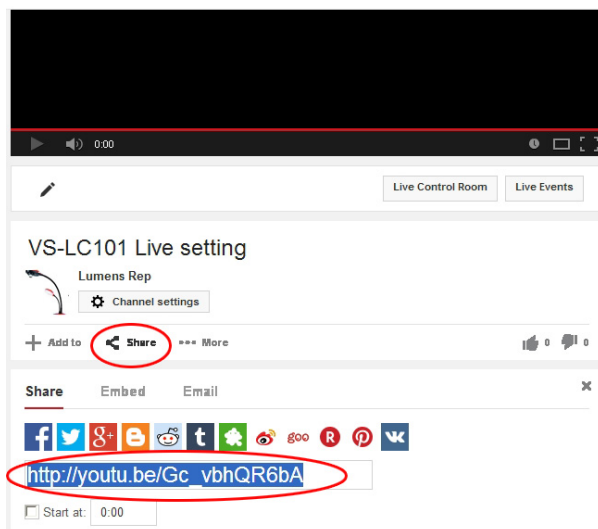 0:00
Live Control Room Live Events
VS-LC101 Live setting
Lumens Rep
Channel settings
Add to Share More 0 0
Share Embed Email
f g+ B t goo R
http://youtu.be/Gc_vbhQR6bA
Start at: 0:00